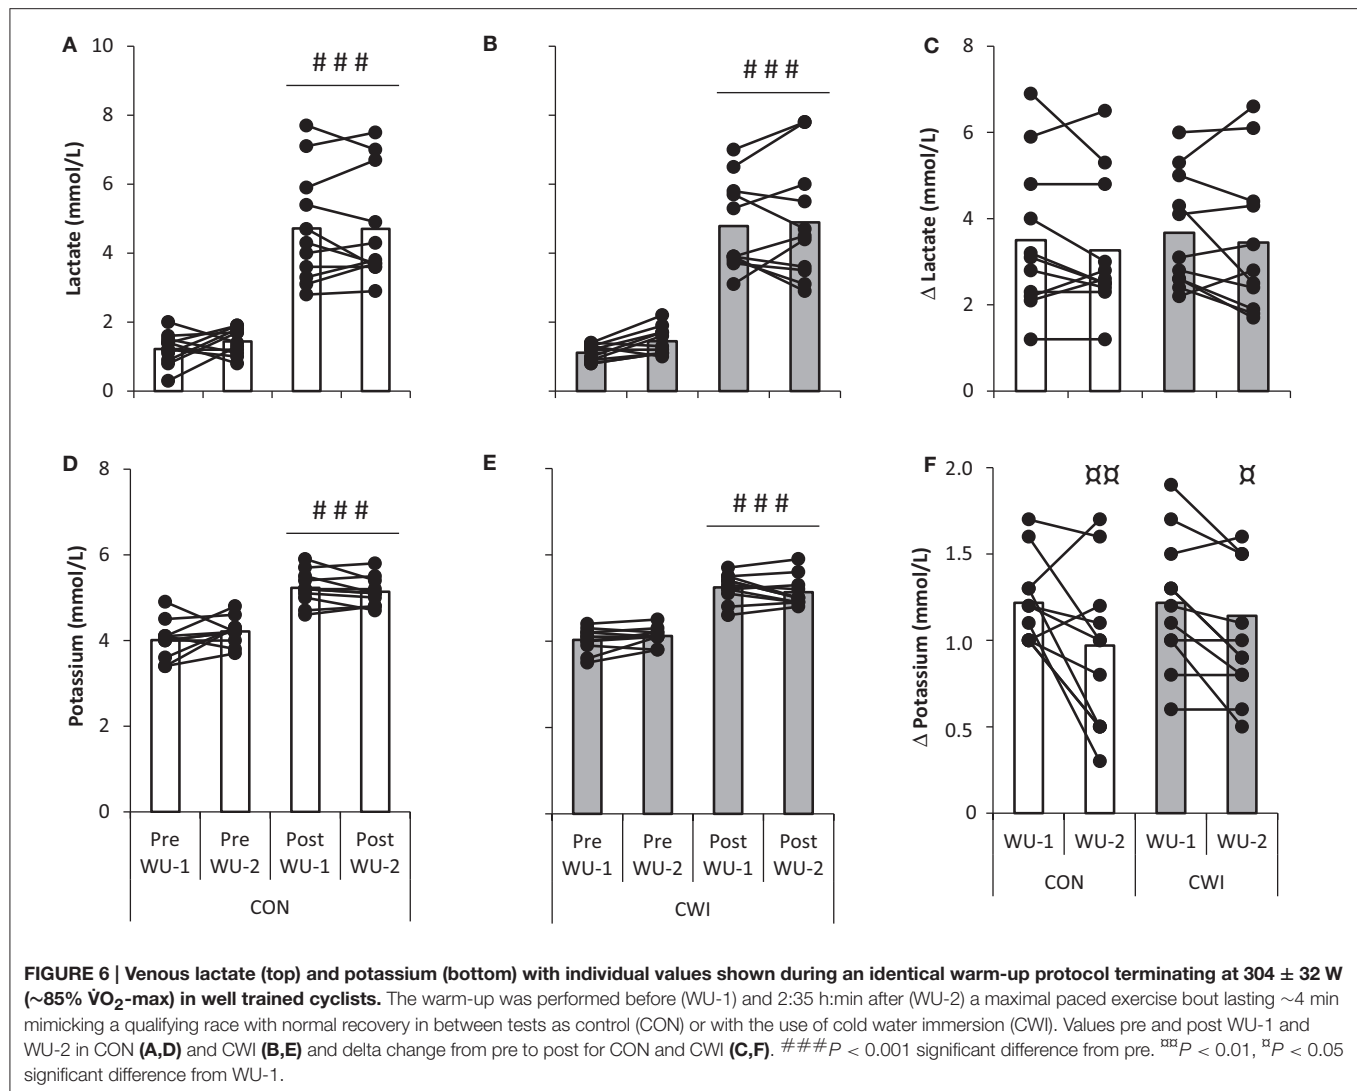 A
10
8
6
4
2
0
Lactate (mmol/L)
# # #
B
# # #
C
8
6
4
2
0
Δ Lactate (mmol/L)
D
8
6
4
2
0
Potassium (mmol/L)
# # #
Pre Pre Post Post
WU-1 WU-2 WU-1 WU-2
CON
E
# # #
Pre Pre Post Post
WU-1 WU-2 WU-1 WU-2
CWI
F
2.0
1.5
1.0
0.5
0
Δ Potassium (mmol/L)
¤¤ ¤
WU-1 WU-2 WU-1 WU-2
CON CWI
FIGURE 6 | Venous lactate (top) and potassium (bottom) with individual values shown during an identical warm-up protocol terminating at 304 ± 32 W
(~85% V̇O2-max) in well trained cyclists. The warm-up was performed before (WU-1) and 2:35 h:min after (WU-2) a maximal paced exercise bout lasting ~4 min
mimicking a qualifying race with normal recovery in between tests as control (CON) or with the use of cold water immersion (CWI). Values pre and post WU-1 and
WU-2 in CON (A,D) and CWI (B,E) and delta change from pre to post for CON and CWI (C,F). ###P < 0.001 significant difference from pre. ¤¤P < 0.01, ¤P < 0.05
significant difference from WU-1.